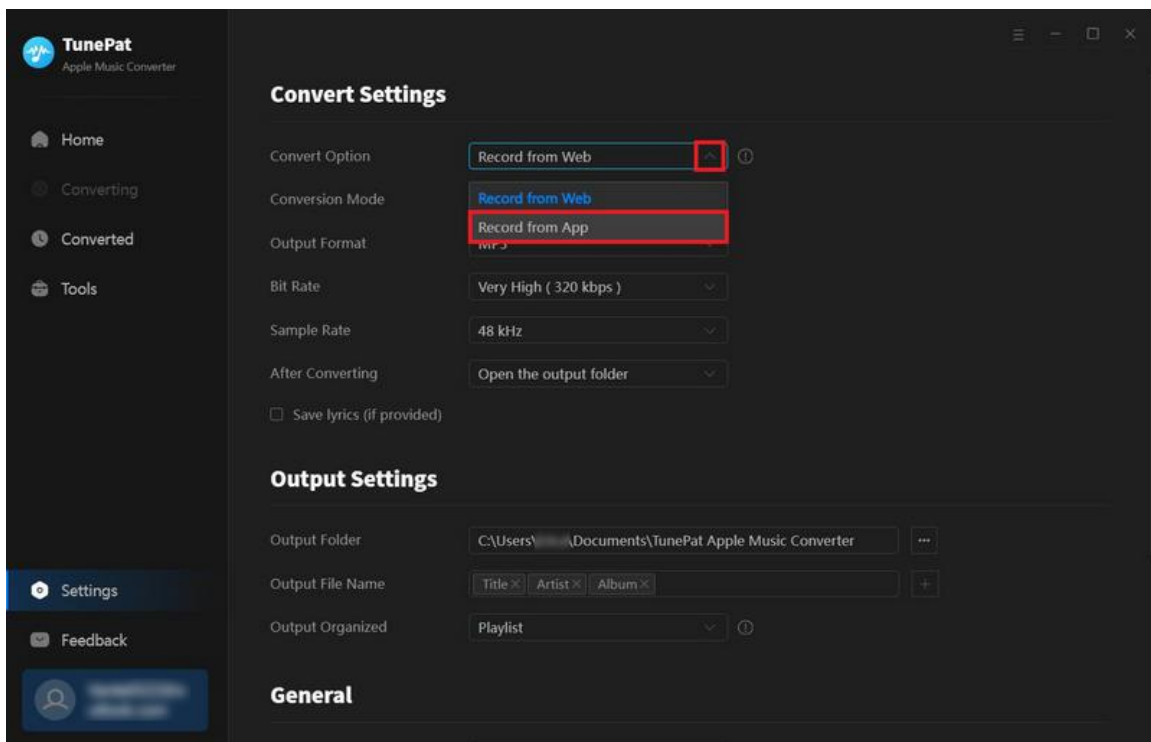 TunePat
Apple Music Converter
Home
Converting
Converted
Tools
Settings
Feedback
Convert Settings
Convert Option Record from Web
Conversion Mode Record from Web
Record from App
Output Format MP3
Bit Rate Very High ( 320 kbps )
Sample Rate 48 kHz
After Converting Open the output folder
Save lyrics (if provided)
Output Settings
Output Folder C:\Users\ \Documents\TunePat Apple Music Converter
Output File Name Title Artist Album
Output Organized Playlist
General